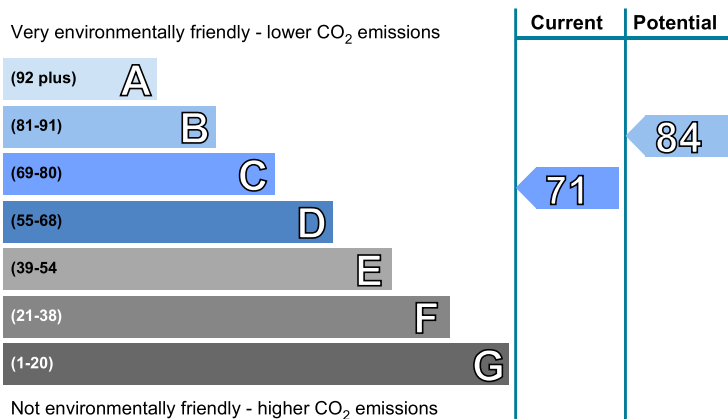 Very environmentally friendly - lower CO2 emissions
Current
Potential
(92 plus) A
(81-91) B
84
(69-80) C
71
(55-68) D
(39-54 E
(21-38) F
(1-20) G
Not environmentally friendly - higher CO2 emissions